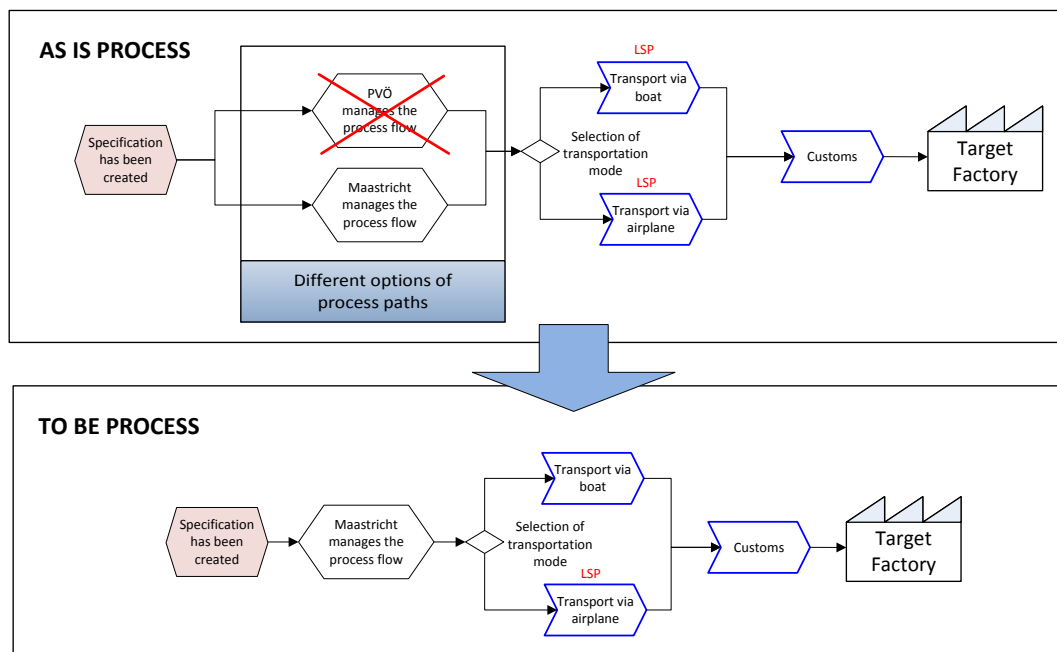 AS IS PROCESS
Specification
has been
created
PVÖ
manages the
process flow
Maastricht
manages the
process flow
Different options of
process paths
LSP
Transport via
boat
Selection of
transportation
mode
LSP
Transport via
airplane
Customs
Target
Factory
TO BE PROCESS
Specification
has been
created
Maastricht
manages the
process flow
Transport via
boat
Selection of
transportation
mode
LSP
Transport via
airplane
Customs
Target
Factory